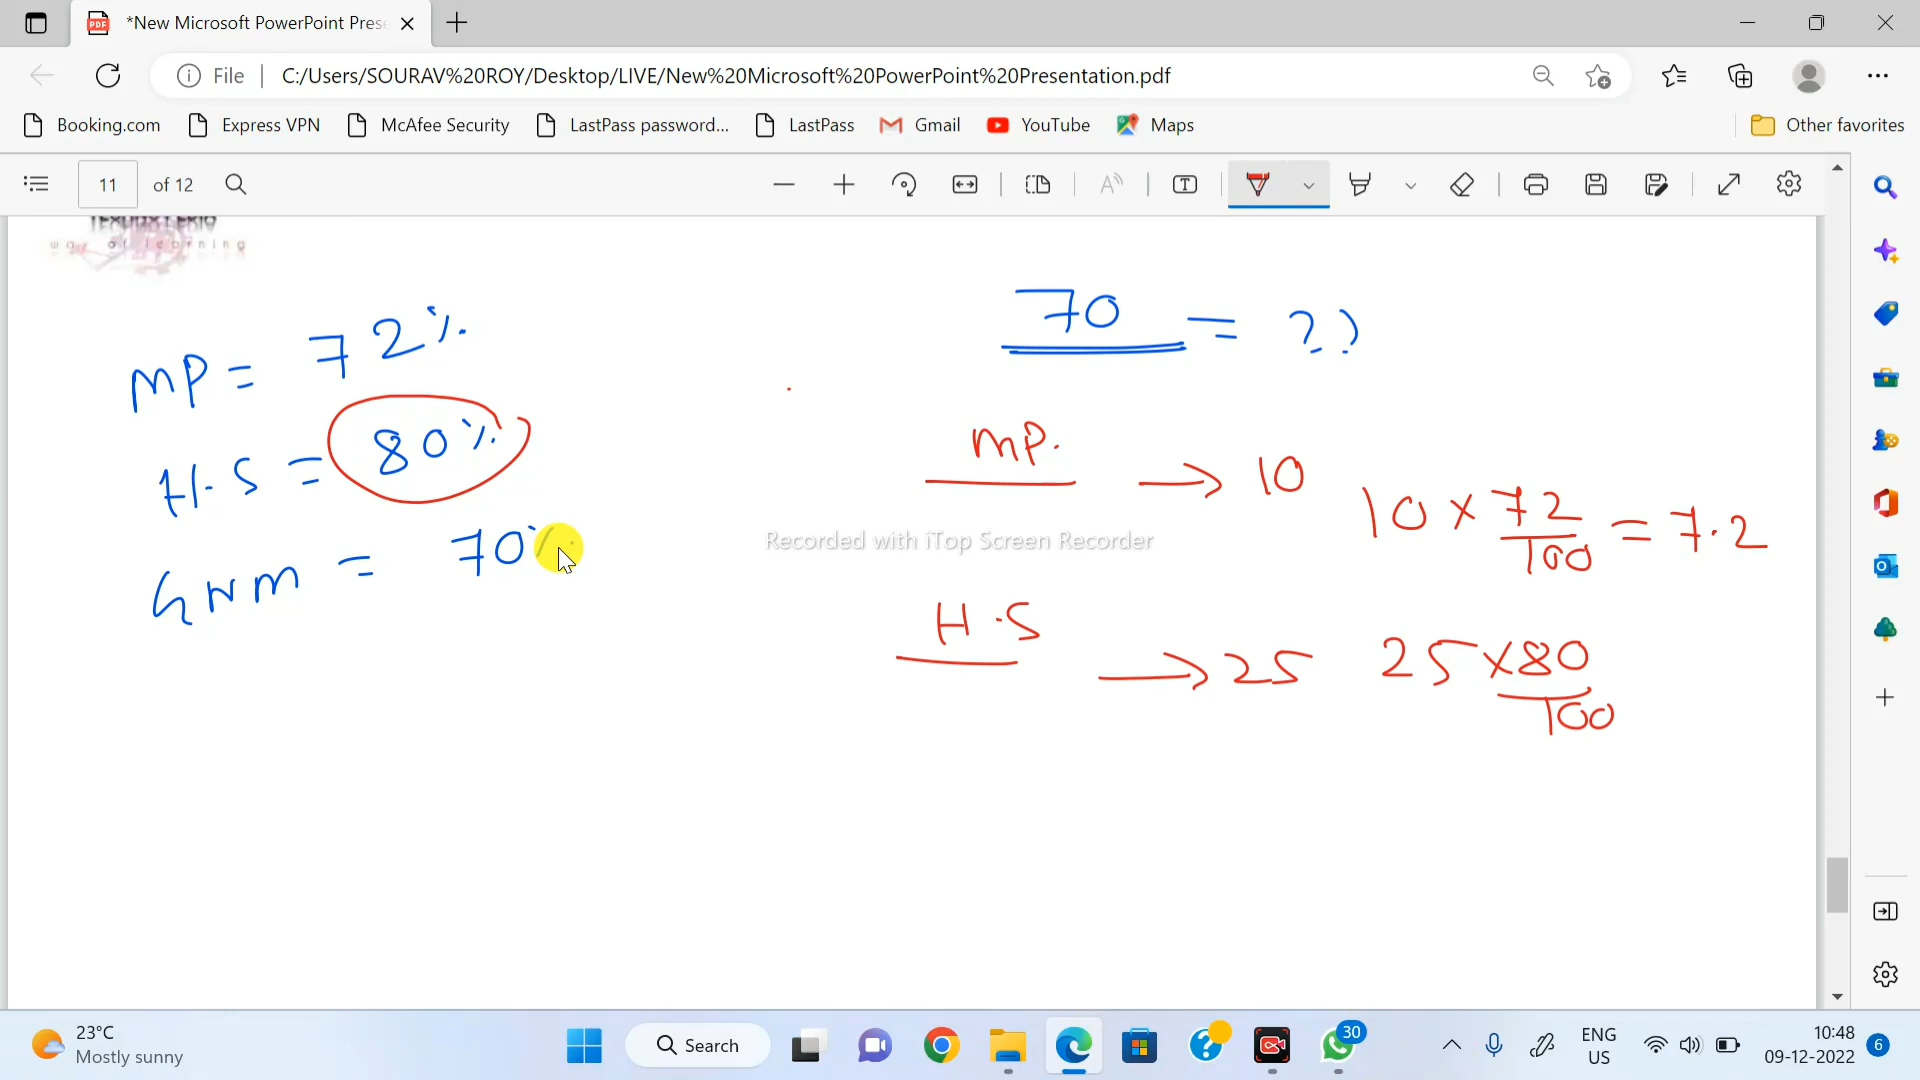 *New Microsoft PowerPoint Pres
File
C:/Users/SOURAV%20ROY/Desktop/LIVE/New%20Microsoft%20PowerPoint%20Presentation.pdf
Booking.com
Express VPN
McAfee Security
LastPass password...
LastPass
Gmail
YouTube
Maps
Other favorites
11 of 12
way of learning
MP = 72%
H.S = 80%
GNM = 70%
70 = ??
MP. → 10
10 × 72/100 = 7.2
Recorded with iTop Screen Recorder
H.S → 25
25 × 80/100
23°C
Mostly sunny
Search
30
ENG
US
10:48
09-12-2022
6